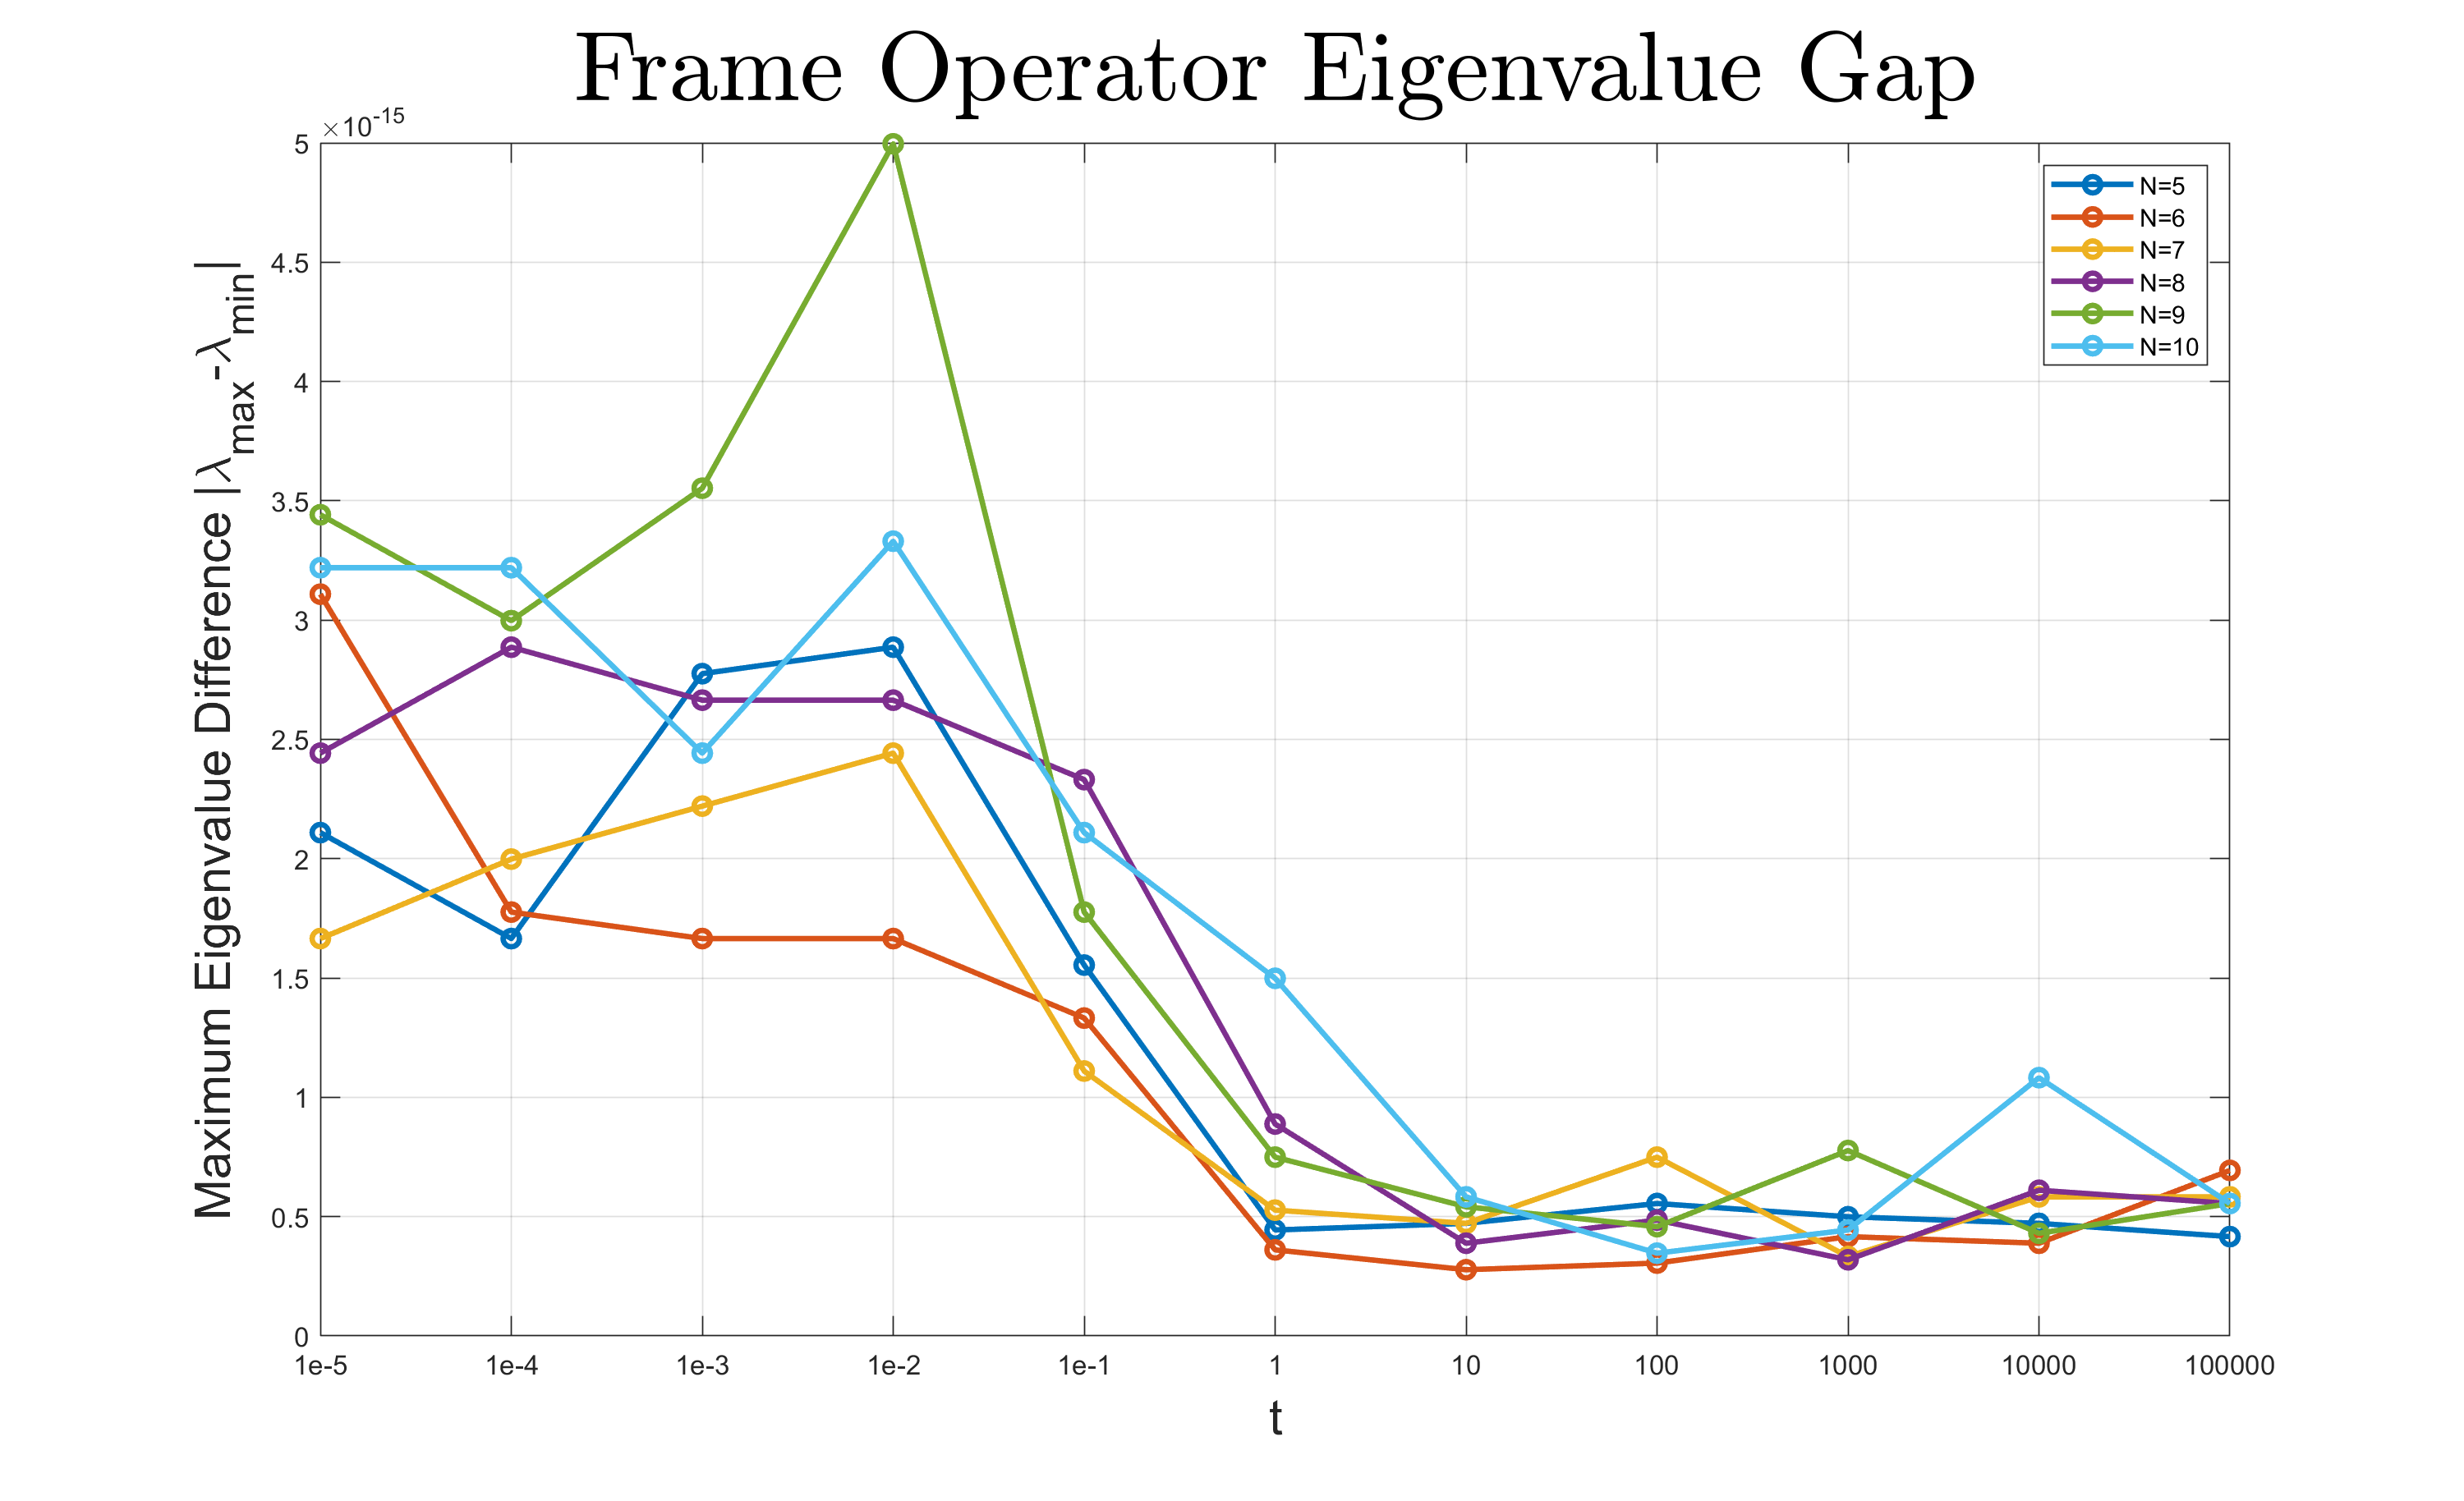 Frame Operator Eigenvalue Gap
×10-15
5
4.5
4
3.5
3
2.5
2
1.5
1
0.5
0
Maximum Eigenvalue Difference |λmax-λmin|
N=5
N=6
N=7
N=8
N=9
N=10
1e-5 1e-4 1e-3 1e-2 1e-1 1 10 100 1000 10000 100000
t